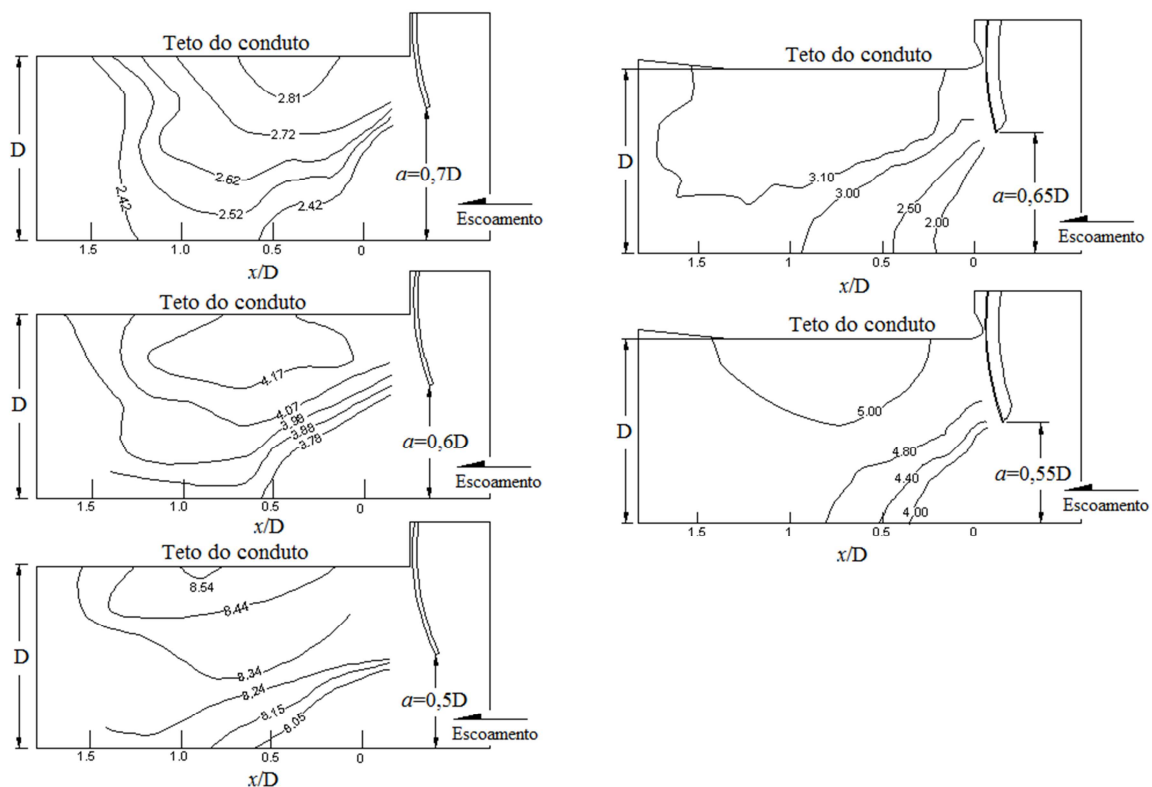 Teto do conduto
2.81
2.72
2.62
2.52
2.42
2.42
D
a=0,7D
Escoamento
1.5 1.0 0.5 0
x/D
Teto do conduto
4.17
4.07
3.98
3.88
3.78
D
a=0,6D
Escoamento
1.5 1.0 0.5 0
x/D
Teto do conduto
8.54
8.44
8.34
8.24
8.15
8.05
D
a=0,5D
Escoamento
1.5 1.0 0.5 0
x/D
Teto do conduto
3.10
3.00
2.50
2.00
D
a=0,65D
Escoamento
1.5 1 0.5 0
x/D
Teto do conduto
5.00
4.80
4.40
4.00
D
a=0,55D
Escoamento
1.5 1 0.5 0
x/D